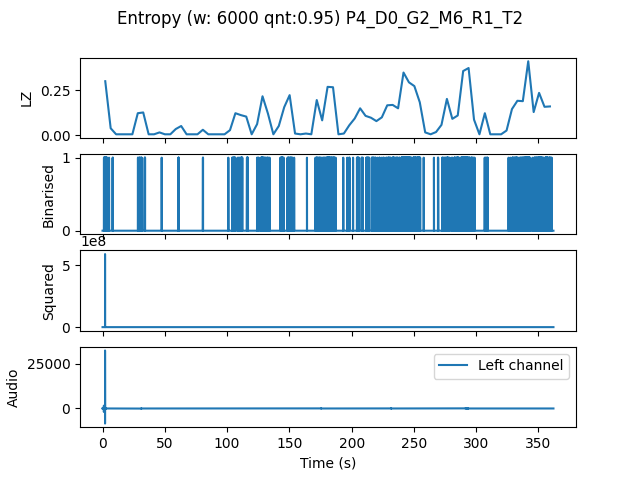 Entropy (w: 6000 qnt:0.95) P4_D0_G2_M6_R1_T2
LZ
0.25
0.00
Binarised
1
0
1e8
Squared
5
0
Audio
25000
0
Left channel
0 50 100 150 200 250 300 350
Time (s)